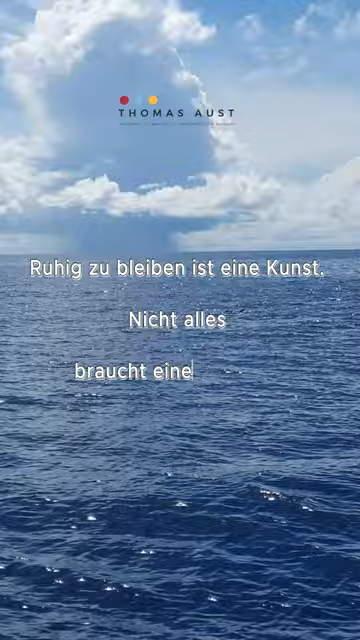 THOMAS AUST
Ruhig zu bleiben ist eine Kunst.
Nicht alles
braucht eine